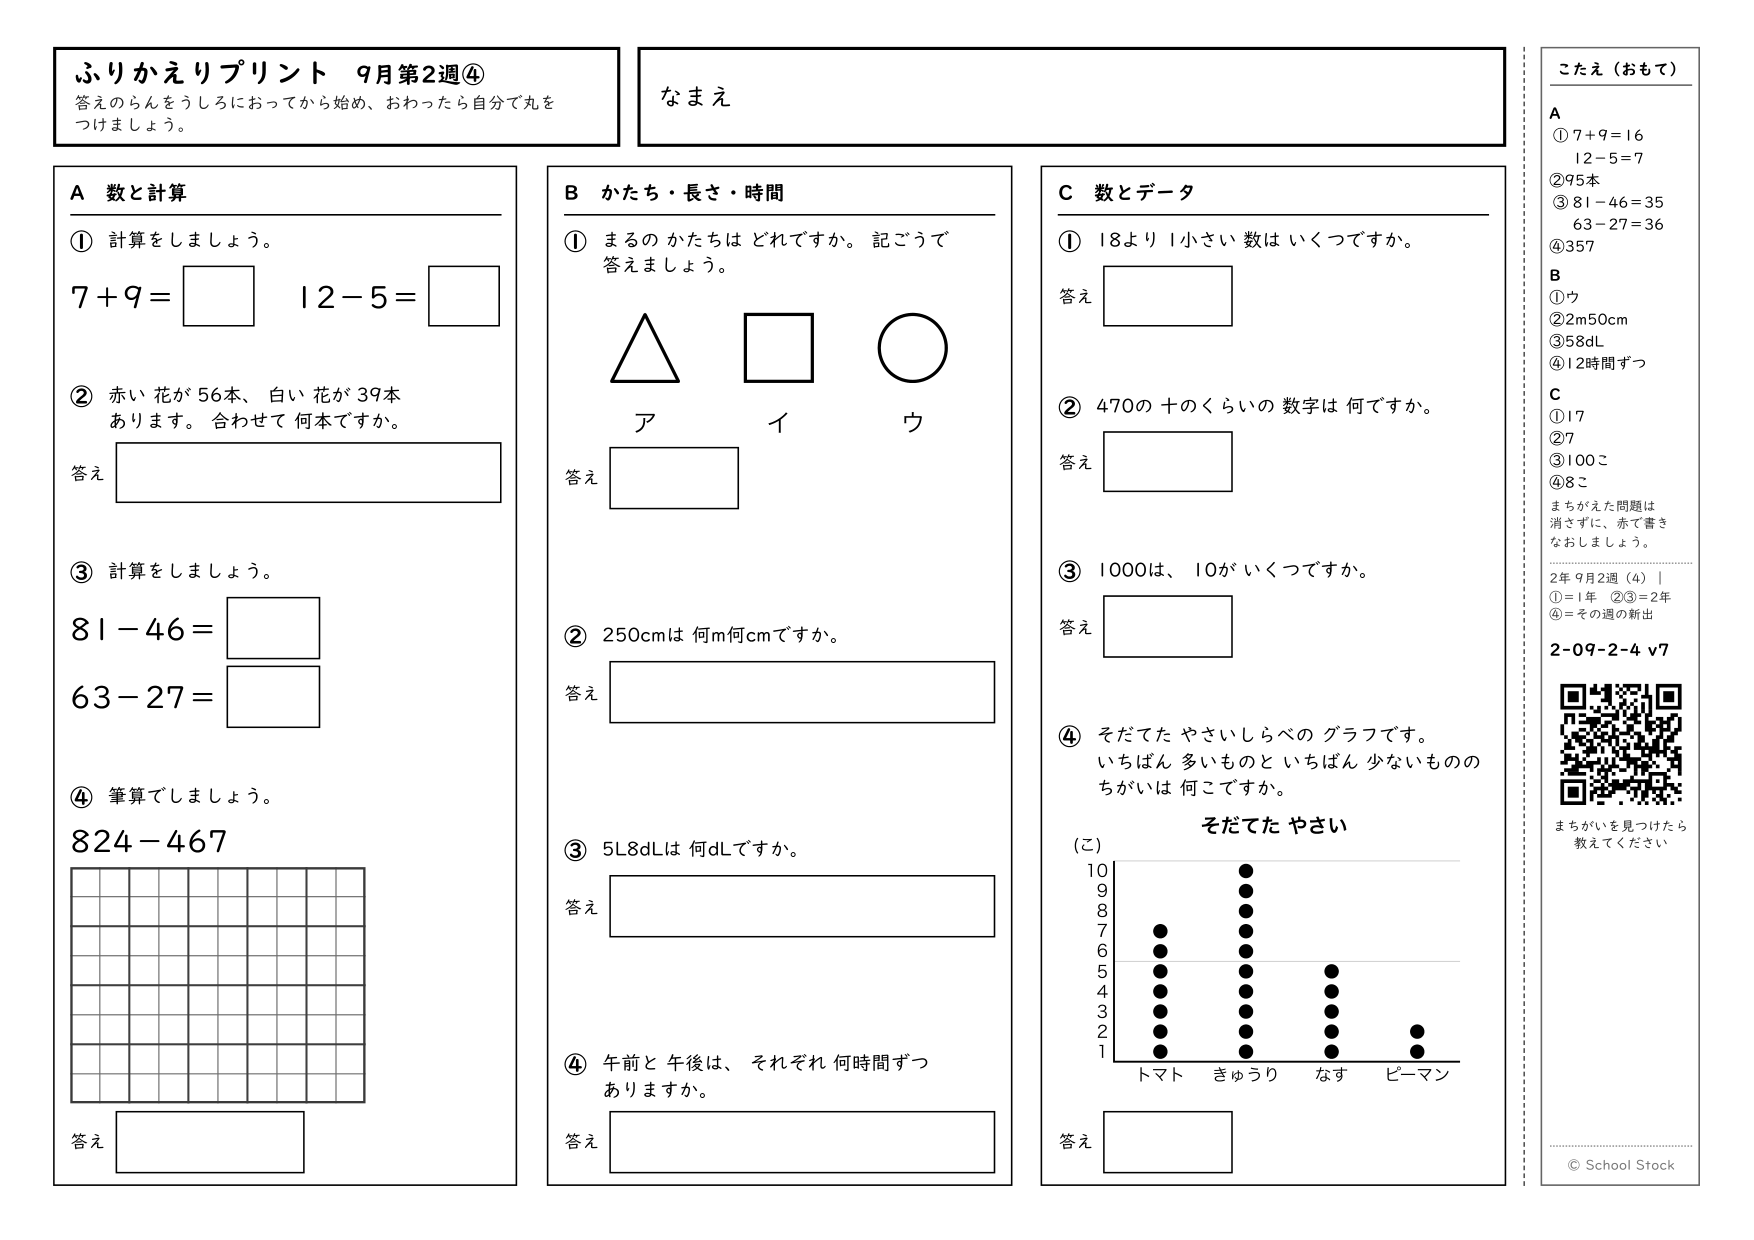 ふりかえりプリント　9月第2週④
答えのらんをうしろにおってから始め、おわったら自分で丸を
つけましょう。
なまえ
A　数と計算
① 計算をしましょう。
7＋9＝
12－5＝
② 赤い 花が 56本、 白い 花が 39本
あります。 合わせて 何本ですか。
答え
③ 計算をしましょう。
81－46＝
63－27＝
④ 筆算でしましょう。
824－467
答え
B　かたち・長さ・時間
① まるの かたちは どれですか。 記ごうで
答えましょう。
ア　イ　ウ
答え
② 250cmは 何m何cmですか。
答え
③ 5L8dLは 何dLですか。
答え
④ 午前と 午後は、 それぞれ 何時間ずつ
ありますか。
答え
C　数とデータ
① 18より 1小さい 数は いくつですか。
答え
② 470の 十のくらいの 数字は 何ですか。
答え
③ 1000は、 10が いくつですか。
答え
④ そだてた やさいしらべの グラフです。
いちばん 多いものと いちばん 少ないものの
ちがいは 何こですか。
そだてた やさい
(こ)
10
9
8
7
6
5
4
3
2
1
トマト　きゅうり　なす　ピーマン
答え
こたえ（おもて）
A
① 7＋9＝16
12－5＝7
②95本
③ 81－46＝35
63－27＝36
④357
B
①ウ
②2m50cm
③58dL
④12時間ずつ
C
①17
②7
③100こ
④8こ
まちがえた問題は
消さずに、赤で書き
なおしましょう。
2年 9月2週（4）｜
①＝1年　②③＝2年
④＝その週の新出
2-09-2-4 v7
まちがいを見つけたら
教えてください
© School Stock